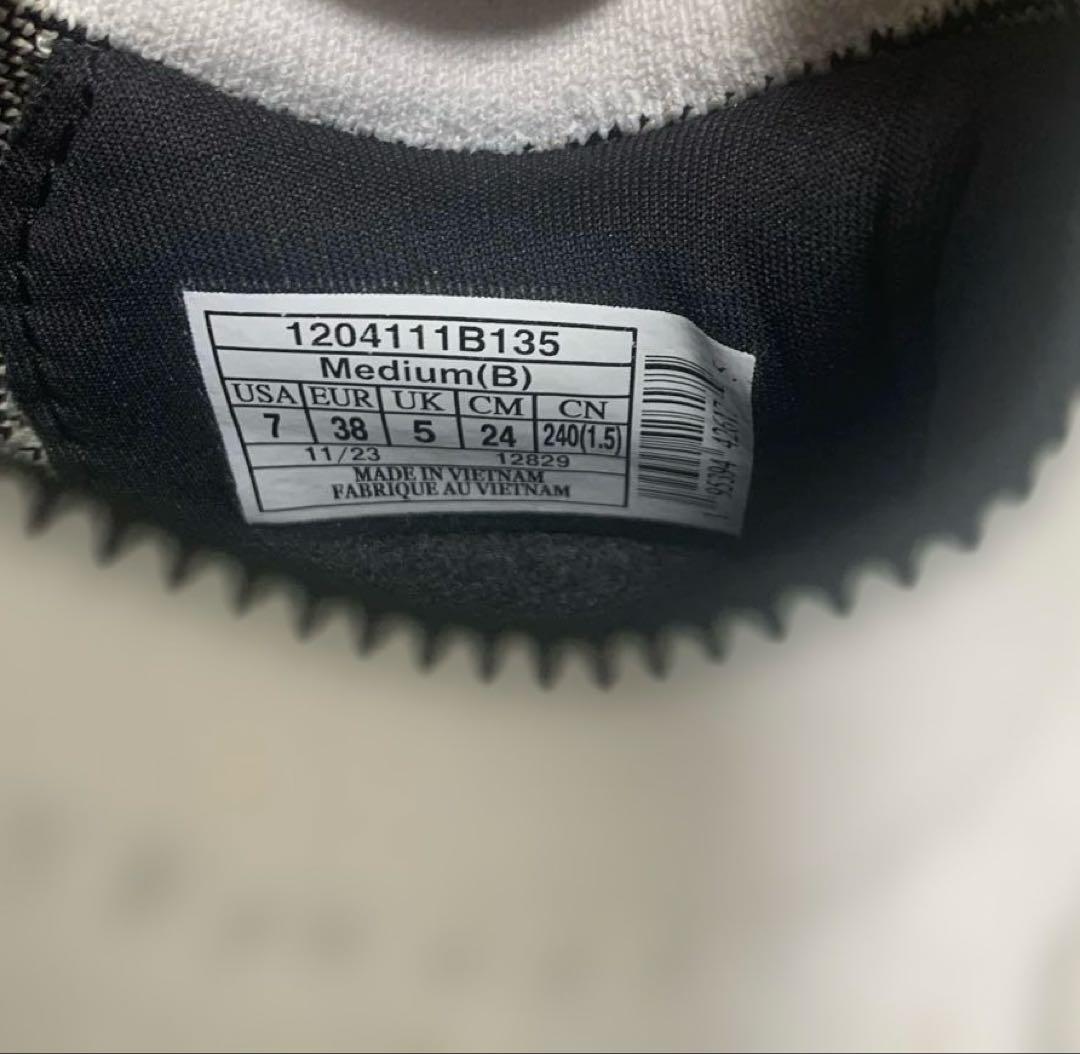 1204111B135
Medium(B)
USA EUR UK CM CN
7 38 5 24 240(1.5)
11/23 12829
MADE IN VIETNAM
FABRIQUE AU VIETNAM